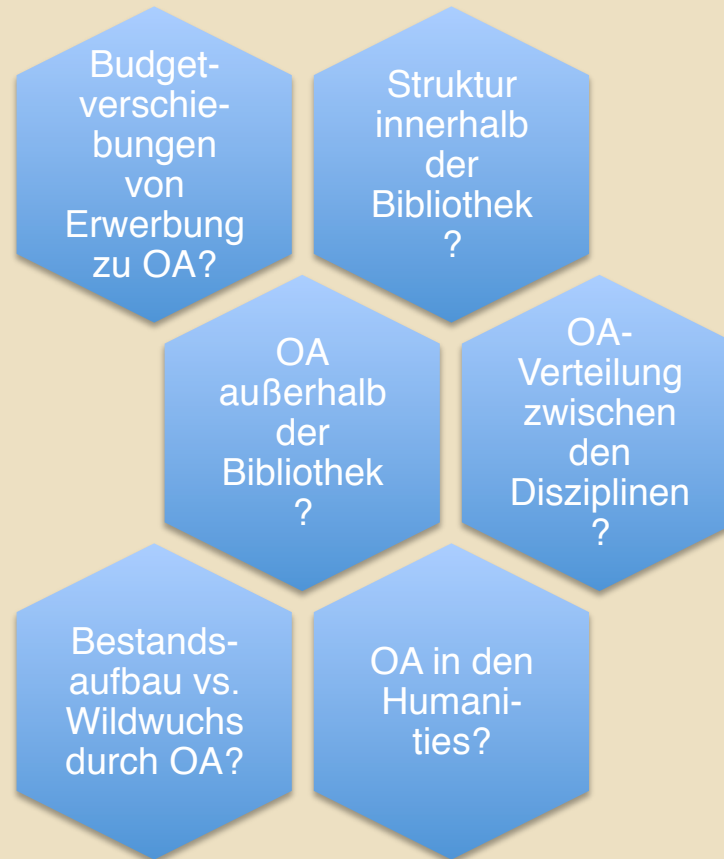 Budget-
verschie-
bungen
von
Erwerbung
zu OA?
Struktur
innerhalb
der
Bibliothek
?
OA
außerhalb
der
Bibliothek
?
OA-
Verteilung
zwischen
den
Disziplinen
?
Bestands-
aufbau vs.
Wildwuchs
durch OA?
OA in den
Humani-
ties?